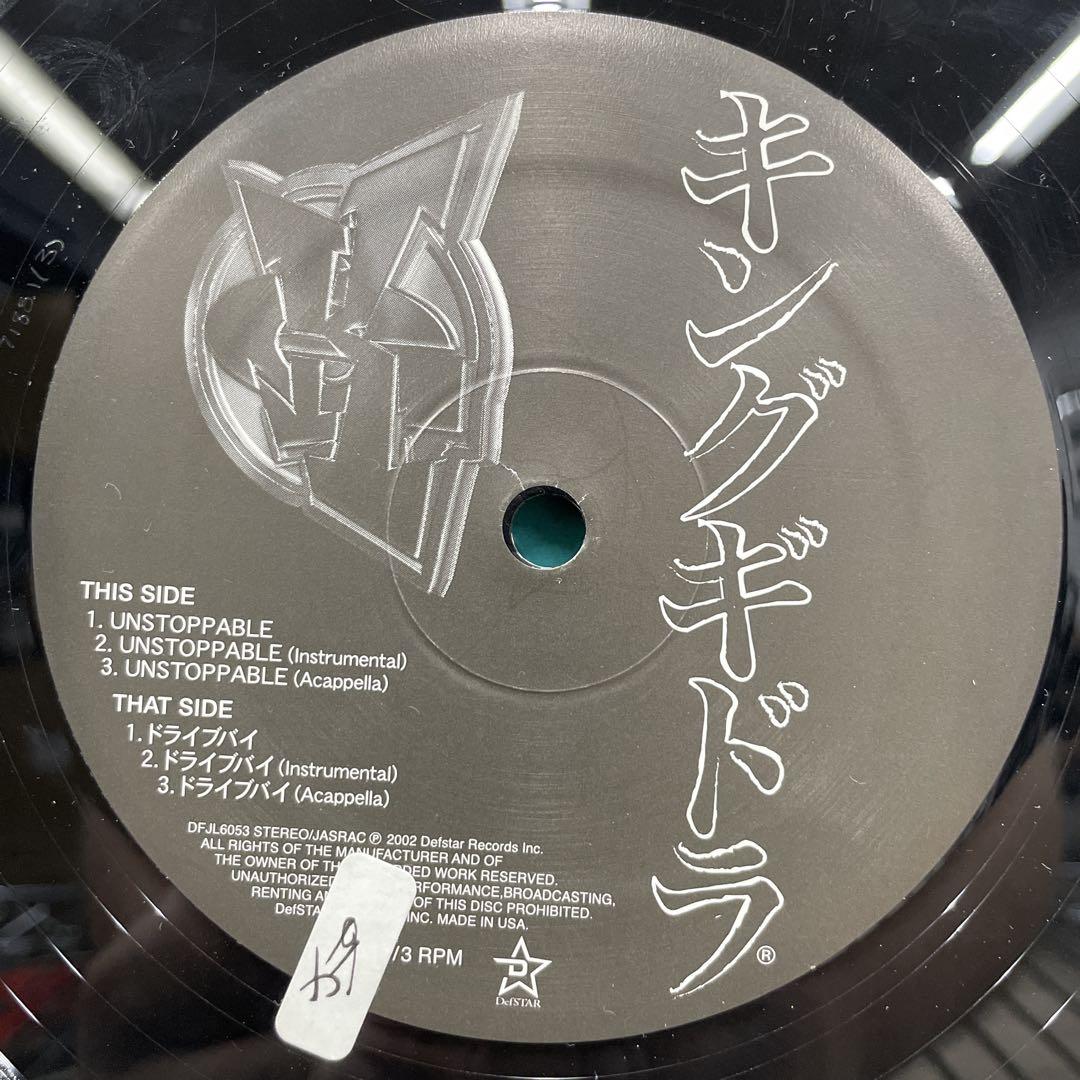 キングギドラ
®
THIS SIDE
1. UNSTOPPABLE
2. UNSTOPPABLE (Instrumental)
3. UNSTOPPABLE (Acappella)
THAT SIDE
1. ドライブバイ
2. ドライブバイ (Instrumental)
3. ドライブバイ (Acappella)
DFJL6053 STEREO/JASRAC Ⓟ 2002 Defstar Records Inc.
ALL RIGHTS OF THE MANUFACTURER AND OF
THE OWNER OF TH DED WORK RESERVED.
UNAUTHORIZED ERFORMANCE,BROADCASTING,
RENTING A OF THIS DISC PROHIBITED.
DefSTA INC. MADE IN USA.
/3 RPM
D
DefSTAR